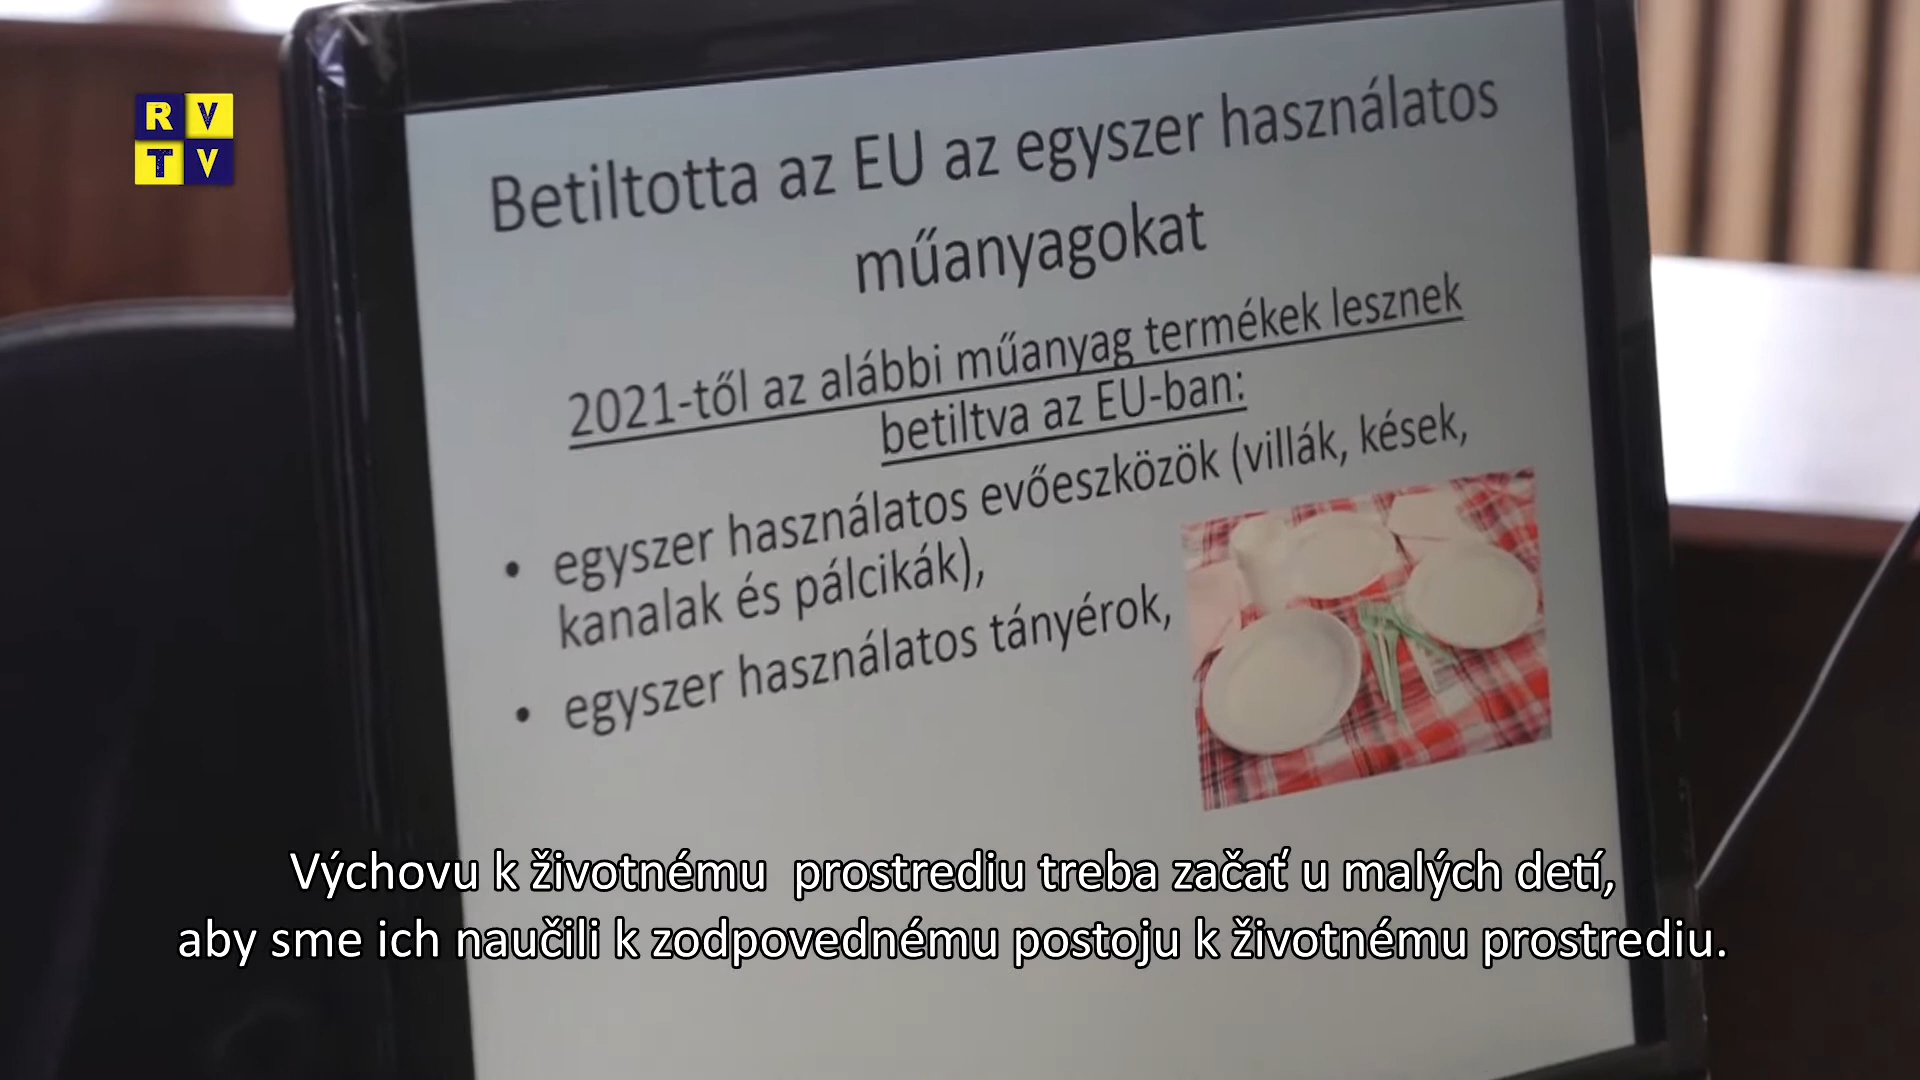 RV
TV
Betiltotta az EU az egyszer használatos
műanyagokat
2021-től az alábbi műanyag termékek lesznek
betiltva az EU-ban:
• egyszer használatos evőeszközök (villák, kések,
kanalak és pálcikák),
• egyszer használatos tányérok,
Výchovu k životnému prostrediu treba začať u malých detí,
aby sme ich naučili k zodpovednému postoju k životnému prostrediu.